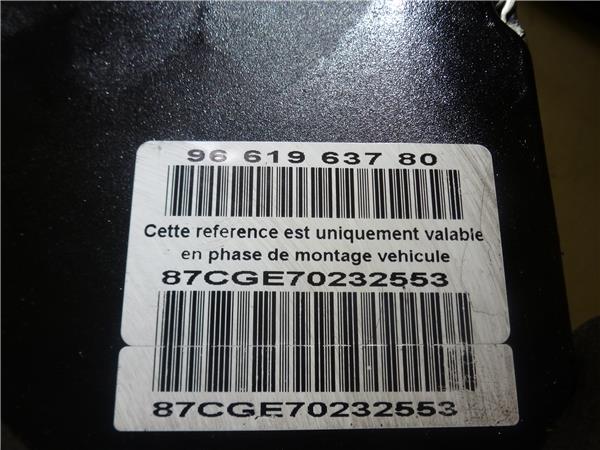 96 619 637 80
Cette reference est uniquement valable
en phase de montage vehicule
87CGE70232553
87CGE70232553